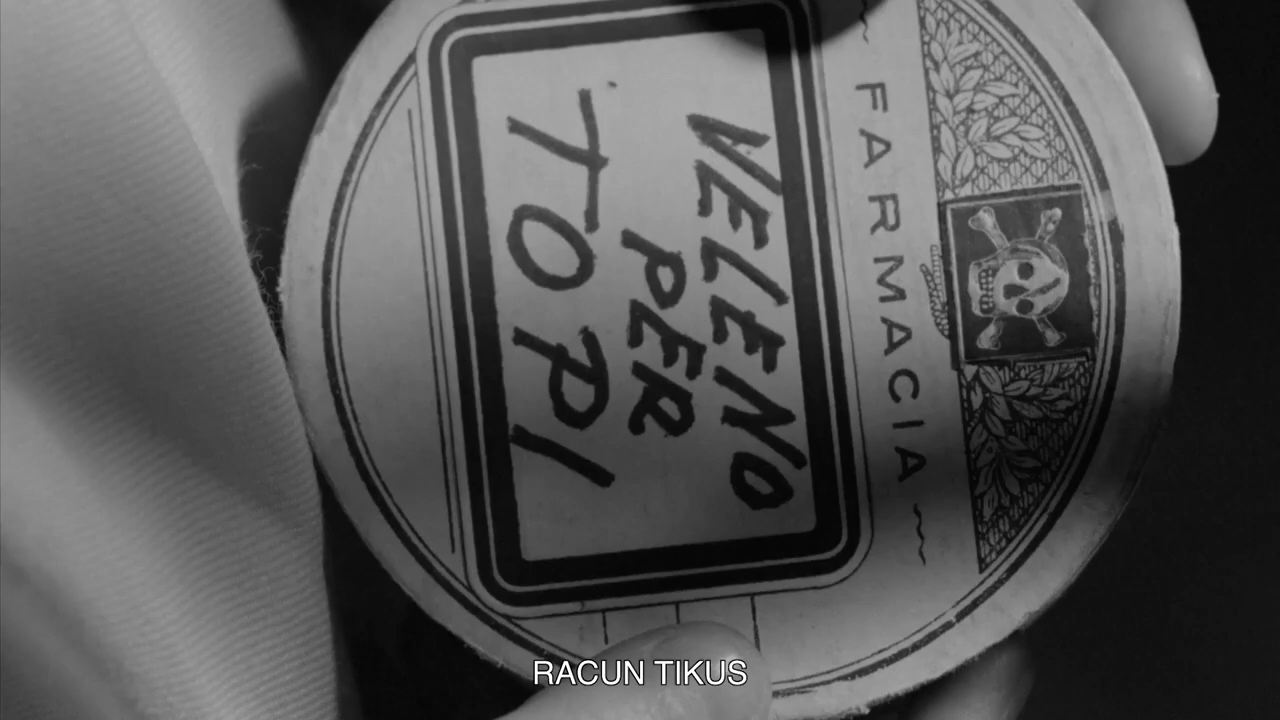 ~ FARMACIA ~
VELENO
PER
TOPI
RACUN TIKUS